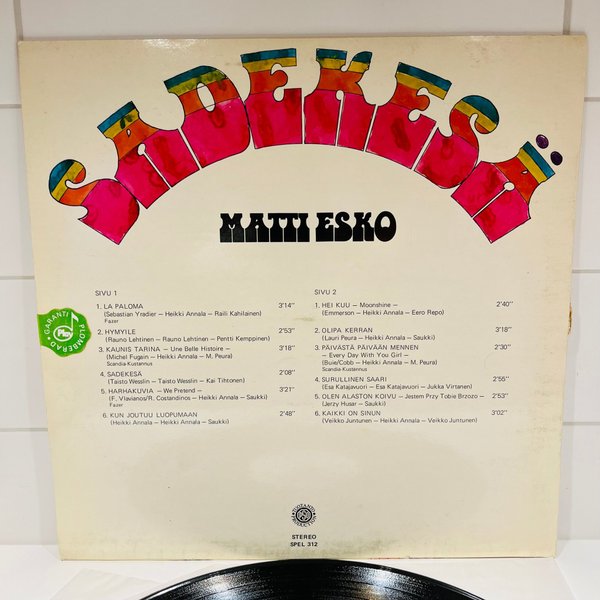 SADEKESÄ
MATTI ESKO
SIVU 1
1. LA PALOMA 3'14"
(Sebastian Yradier — Heikki Annala — Raili Kahilainen)
Fazer
2. HYMYILE 2'53"
(Rauno Lehtinen — Rauno Lehtinen — Pentti Kemppinen)
3. KAUNIS TARINA — Une Belle Histoire — 3'18"
(Michel Fugain — Heikki Annala — M. Peura)
Scandia-Kustannus
4. SADEKESÄ 2'08"
(Taisto Wesslin — Taisto Wesslin — Kai Tihtonen)
5. HARHAKUVIA — We Pretend — 3'21"
(F. Vlavianos/R. Costandinos — Heikki Annala — Saukki)
Fazer
6. KUN JOUTUU LUOPUMAAN 2'48"
(Heikki Annala — Heikki Annala — Saukki)
SIVU 2
1. HEI KUU — Moonshine — 2'40"
(Emmerson — Heikki Annala — Eero Repo)
2. OLIPA KERRAN 3'18"
(Lauri Peura — Heikki Annala — Saukki)
3. PÄIVÄSTÄ PÄIVÄÄN MENNEN 2'30"
— Every Day With You Girl —
(Buie/Cobb — Heikki Annala — M. Peura)
Scandia-Kustannus
4. SURULLINEN SAARI 2'55"
(Esa Katajavuori — Esa Katajavuori — Jukka Virtanen)
5. OLEN ALASTON KOIVU — Jestem Przy Tobie Brzozo — 2'53"
(Jerzy Husar — Saukki)
6. KAIKKI ON SINUN 3'02"
(Veikko Juntunen — Heikki Annala — Veikko Juntunen)
GARANTI
Play
PLOMBERAD
STEREO
SPEL 312